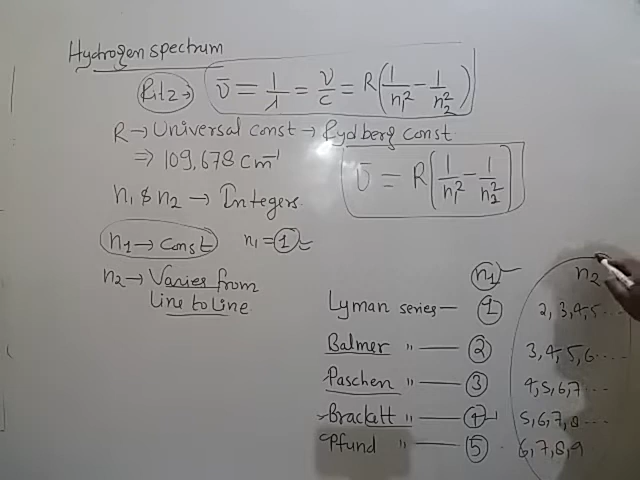 Hydrogen spectrum
Ritz → ν̄ = 1/λ = ν/c = R(1/n₁² − 1/n₂²)
R → Universal const → Rydberg const
⇒ 109,678 cm⁻¹
ν̄ = R[1/n₁² − 1/n₂²]
n₁ & n₂ → Integers
n₁ → const n₁ = 1
n₂ → Varies from
line to line
n₁ n₂
Lyman series — 1 2, 3, 4, 5 ...
Balmer " — 2 3, 4, 5, 6 ....
Paschen " — 3 4, 5, 6, 7 ...
Brackett " — 4 5, 6, 7, 8 ...
Pfund " — 5 6, 7, 8, 9